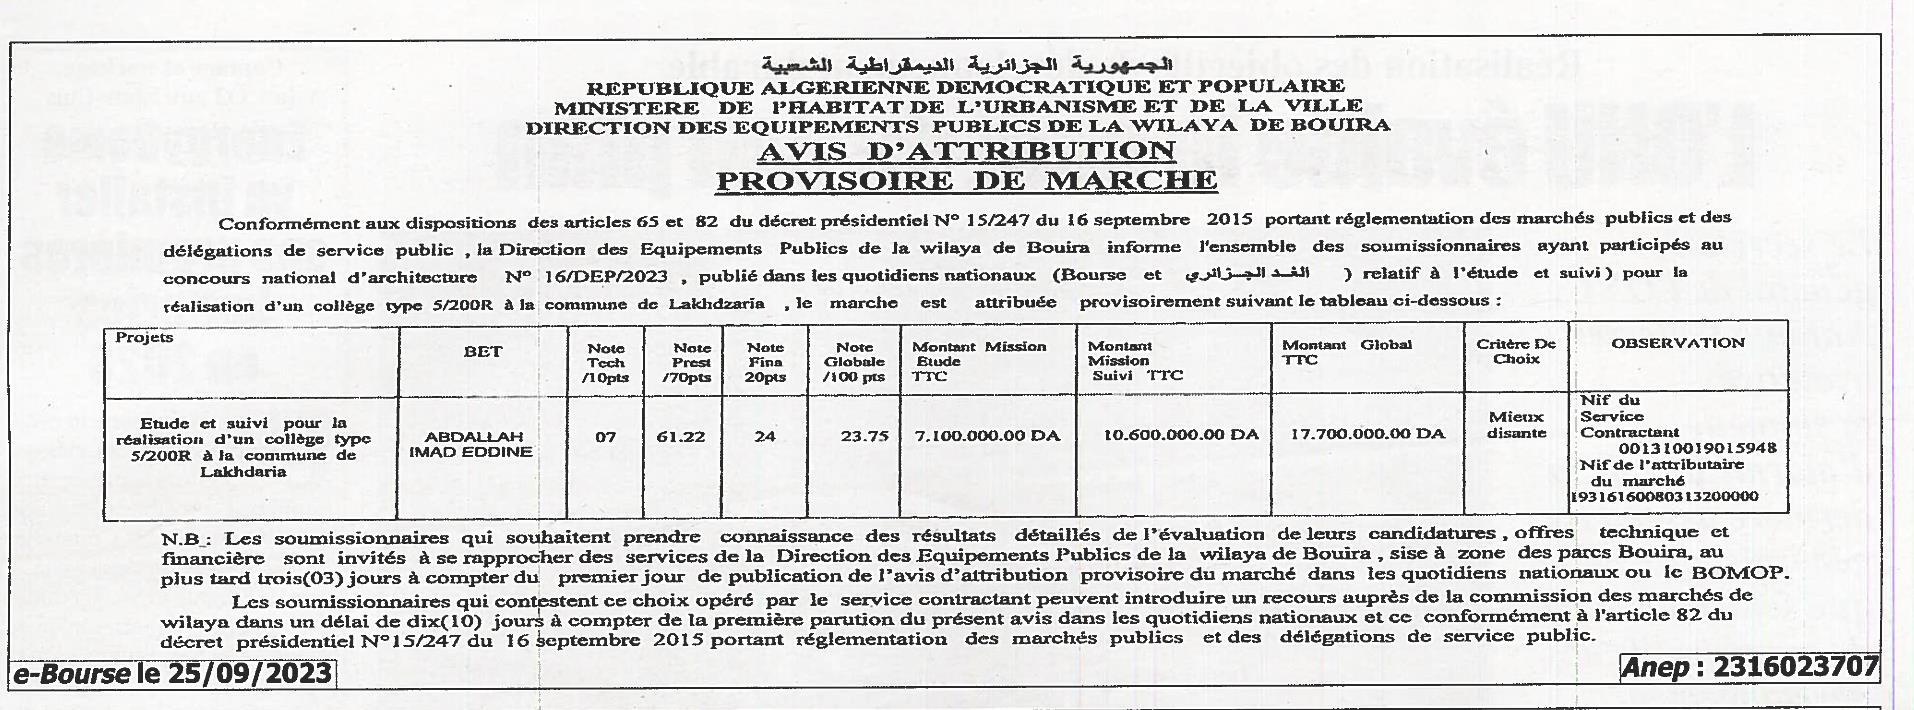 الجمهورية الجزائرية الديمقراطية الشعبية
REPUBLIQUE ALGERIENNE DEMOCRATIQUE ET POPULAIRE
MINISTERE DE l'HABITAT DE L'URBANISME ET DE LA VILLE
DIRECTION DES EQUIPEMENTS PUBLICS DE LA WILAYA DE BOUIRA
AVIS D'ATTRIBUTION
PROVISOIRE DE MARCHE
Conformément aux dispositions des articles 65 et 82 du décret présidentiel N° 15/247 du 16 septembre 2015 portant réglementation des marchés publics et des
délégations de service public , la Direction des Equipements Publics de la wilaya de Bouira informe l'ensemble des soumissionnaires ayant participés au
concours national d'architecture N° 16/DEP/2023 , publié dans les quotidiens nationaux (Bourse et الغد الجزائري ) relatif à l'étude et suivi) pour la
réalisation d'un collège type 5/200R à la commune de Lakhdzaria , le marche est attribuée provisoirement suivant le tableau ci-dessous :
Projets
BET
Note Tech /10pts
Note Prest /70pts
Note Fina 20pts
Note Globale /100 pts
Montant Mission Etude TTC
Montant Mission Suivi TTC
Montant Global TTC
Critère De Choix
OBSERVATION
Etude et suivi pour la
réalisation d'un collège type
5/200R à la commune de
Lakhdaria
ABDALLAH
IMAD EDDINE
07
61.22
24
23.75
7.100.000.00 DA
10.600.000.00 DA
17.700.000.00 DA
Mieux
disante
Nif du
Service
Contractant
001310019015948
Nif de l'attributaire
du marché
19316160080313200000
N.B : Les soumissionnaires qui souhaitent prendre connaissance des résultats détaillés de l'évaluation de leurs candidatures , offres technique et
financière sont invités à se rapprocher des services de la Direction des Equipements Publics de la wilaya de Bouira , sise à zone des parcs Bouira, au
plus tard trois(03) jours à compter du premier jour de publication de l'avis d'attribution provisoire du marché dans les quotidiens nationaux ou le BOMOP.
Les soumissionnaires qui contestent ce choix opéré par le service contractant peuvent introduire un recours auprès de la commission des marchés de
wilaya dans un délai de dix(10) jours à compter de la première parution du présent avis dans les quotidiens nationaux et ce conformément à l'article 82 du
décret présidentiel N°15/247 du 16 septembre 2015 portant réglementation des marchés publics et des délégations de service public.
e-Bourse le 25/09/2023
Anep : 2316023707